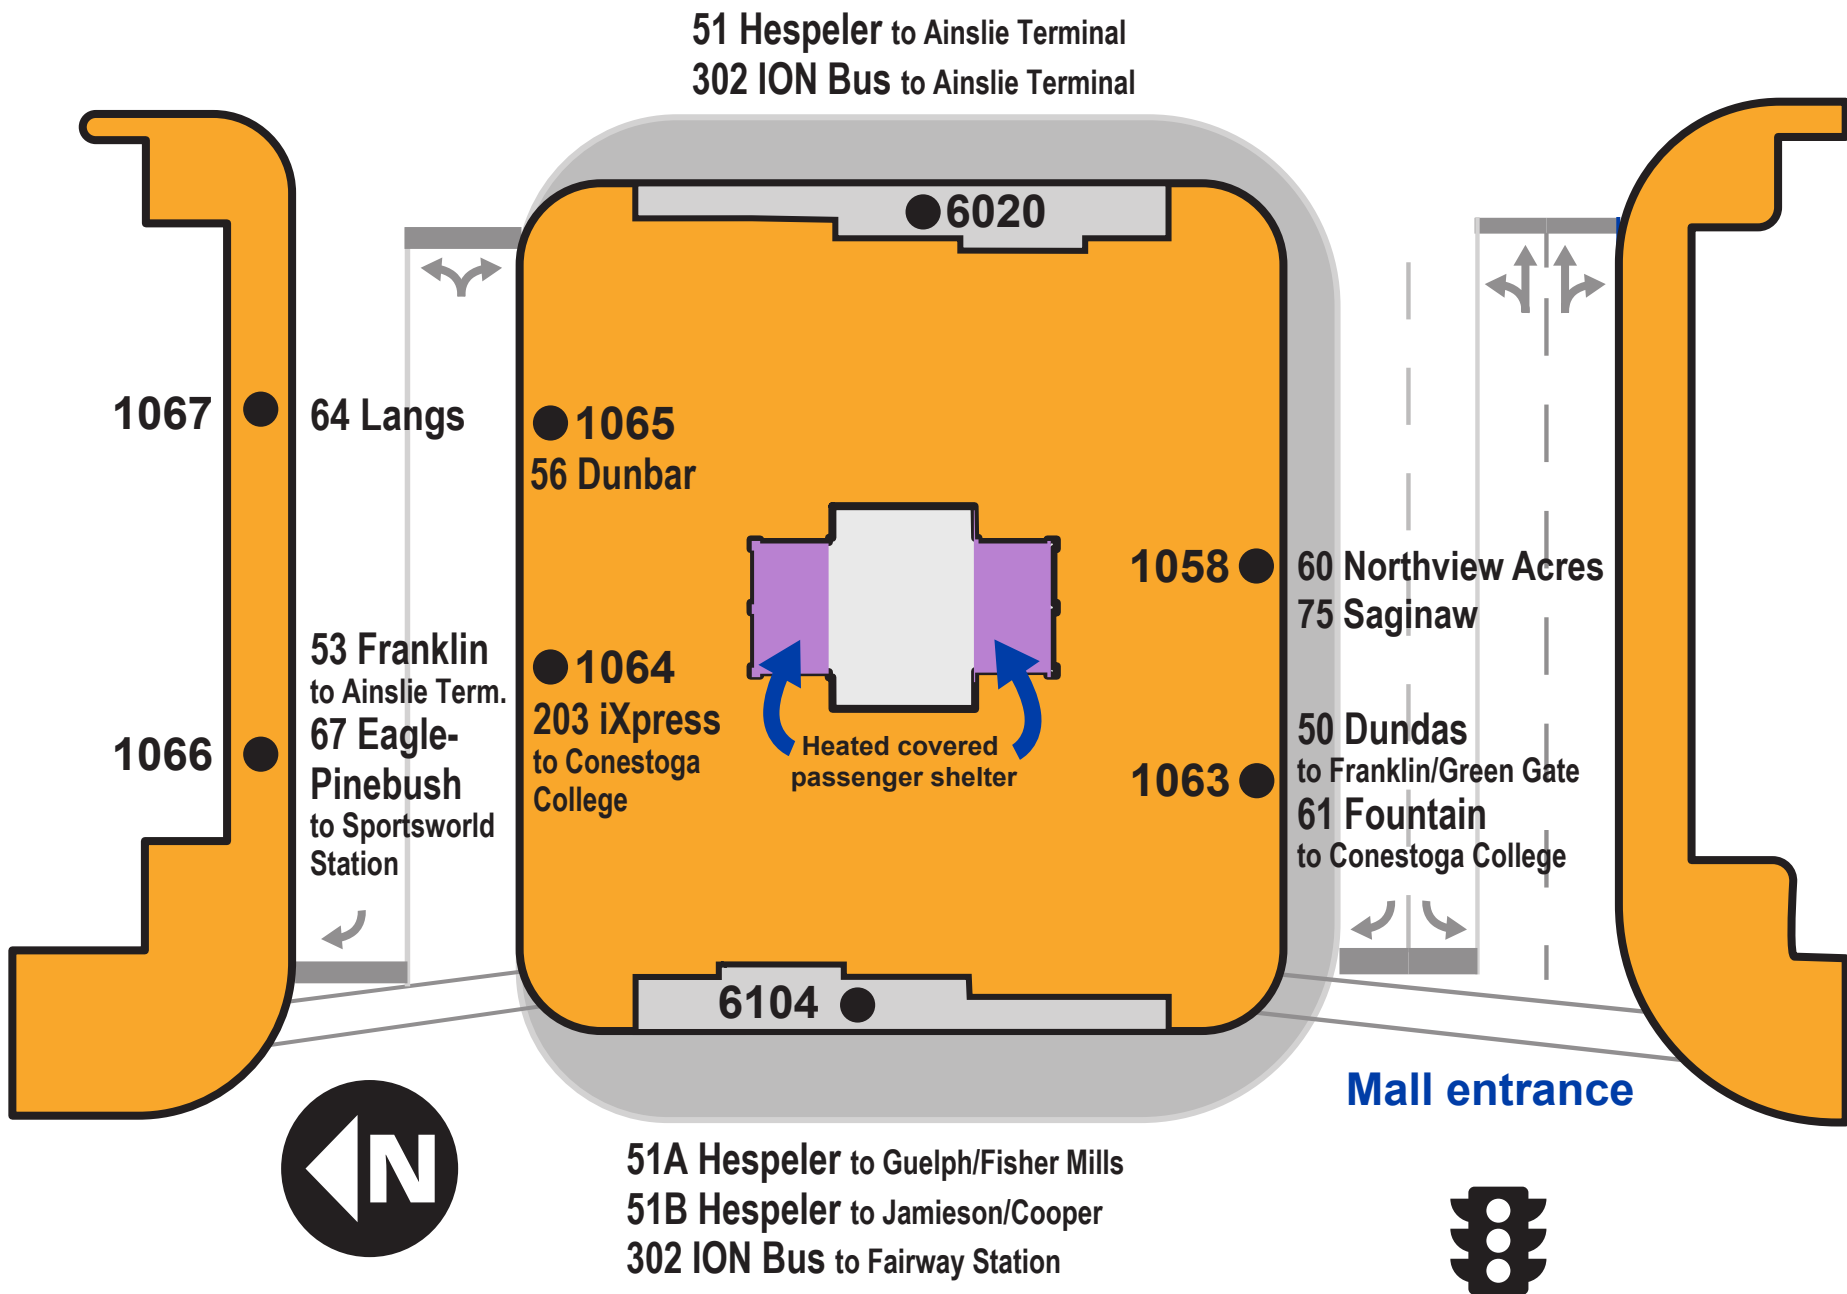 51 Hespeler to Ainslie Terminal
302 ION Bus to Ainslie Terminal
6020
1067
64 Langs
1065
56 Dunbar
1058
60 Northview Acres
75 Saginaw
53 Franklin
to Ainslie Term.
67 Eagle-
Pinebush
to Sportsworld
Station
1066
1064
203 iXpress
to Conestoga
College
Heated covered
passenger shelter
1063
50 Dundas
to Franklin/Green Gate
61 Fountain
to Conestoga College
6104
Mall entrance
N
51A Hespeler to Guelph/Fisher Mills
51B Hespeler to Jamieson/Cooper
302 ION Bus to Fairway Station